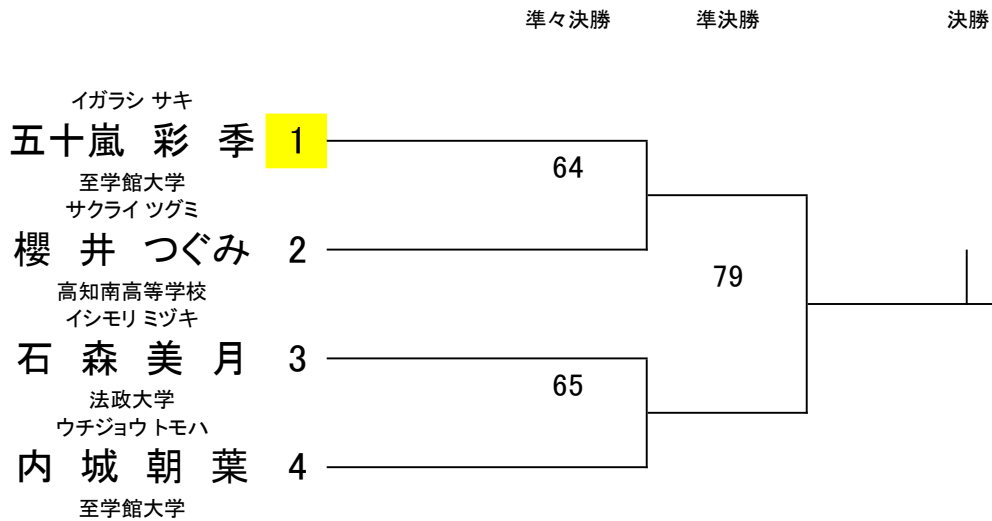 準々決勝 準決勝 決勝
イガラシ サキ
五十嵐 彩 季 1
64
至学館大学
サクライ ツグミ
櫻 井 つぐみ 2
79
高知南高等学校
イシモリ ミヅキ
石 森 美 月 3
65
法政大学
ウチジョウ トモハ
内 城 朝 葉 4
至学館大学